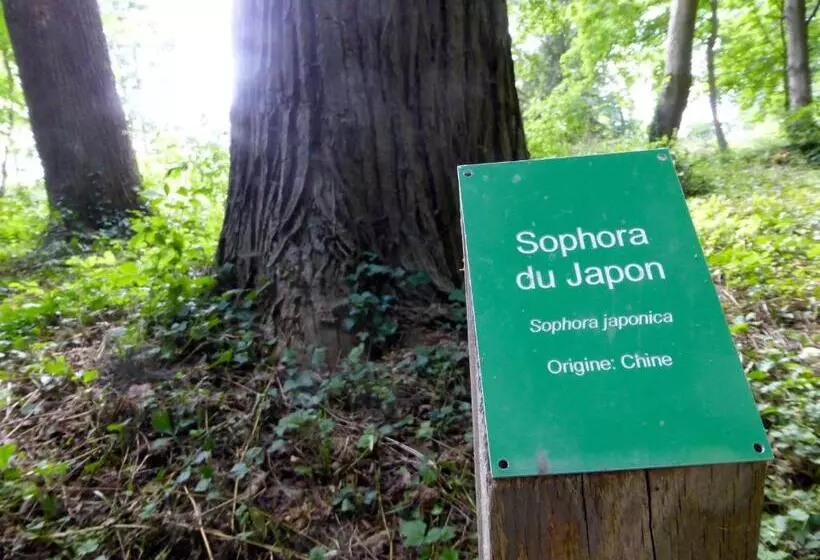 Sophora
du Japon
Sophora japonica
Origine: Chine